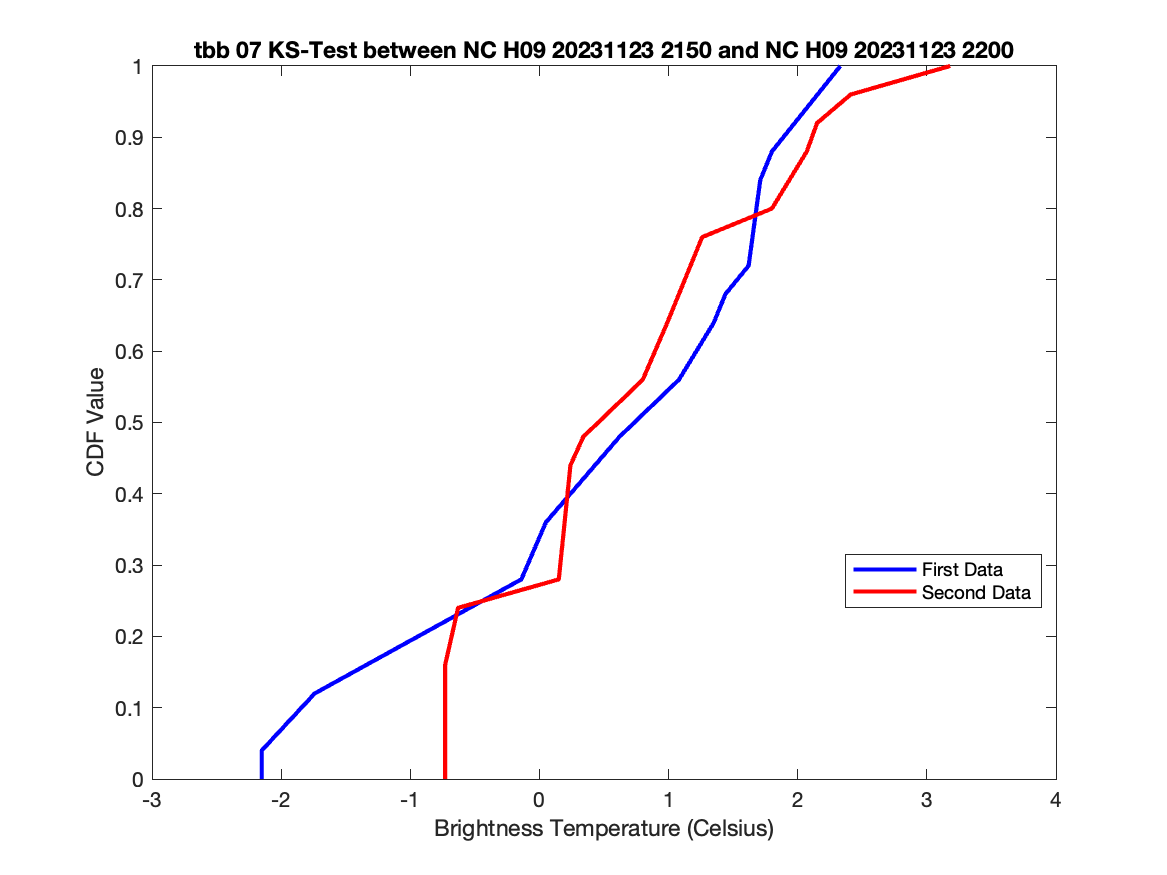 tbb 07 KS-Test between NC H09 20231123 2150 and NC H09 20231123 2200
1
0.9
0.8
0.7
0.6
0.5
0.4
0.3
0.2
0.1
0
CDF Value
First Data
Second Data
-3 -2 -1 0 1 2 3 4
Brightness Temperature (Celsius)